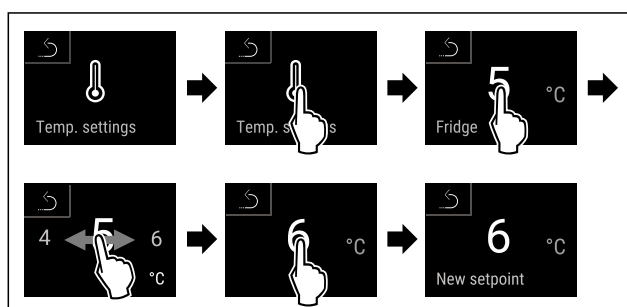 Temp. settings
Temp. s s
5 °C
Fridge
4 5 6
°C
6 °C
6 °C
New setpoint